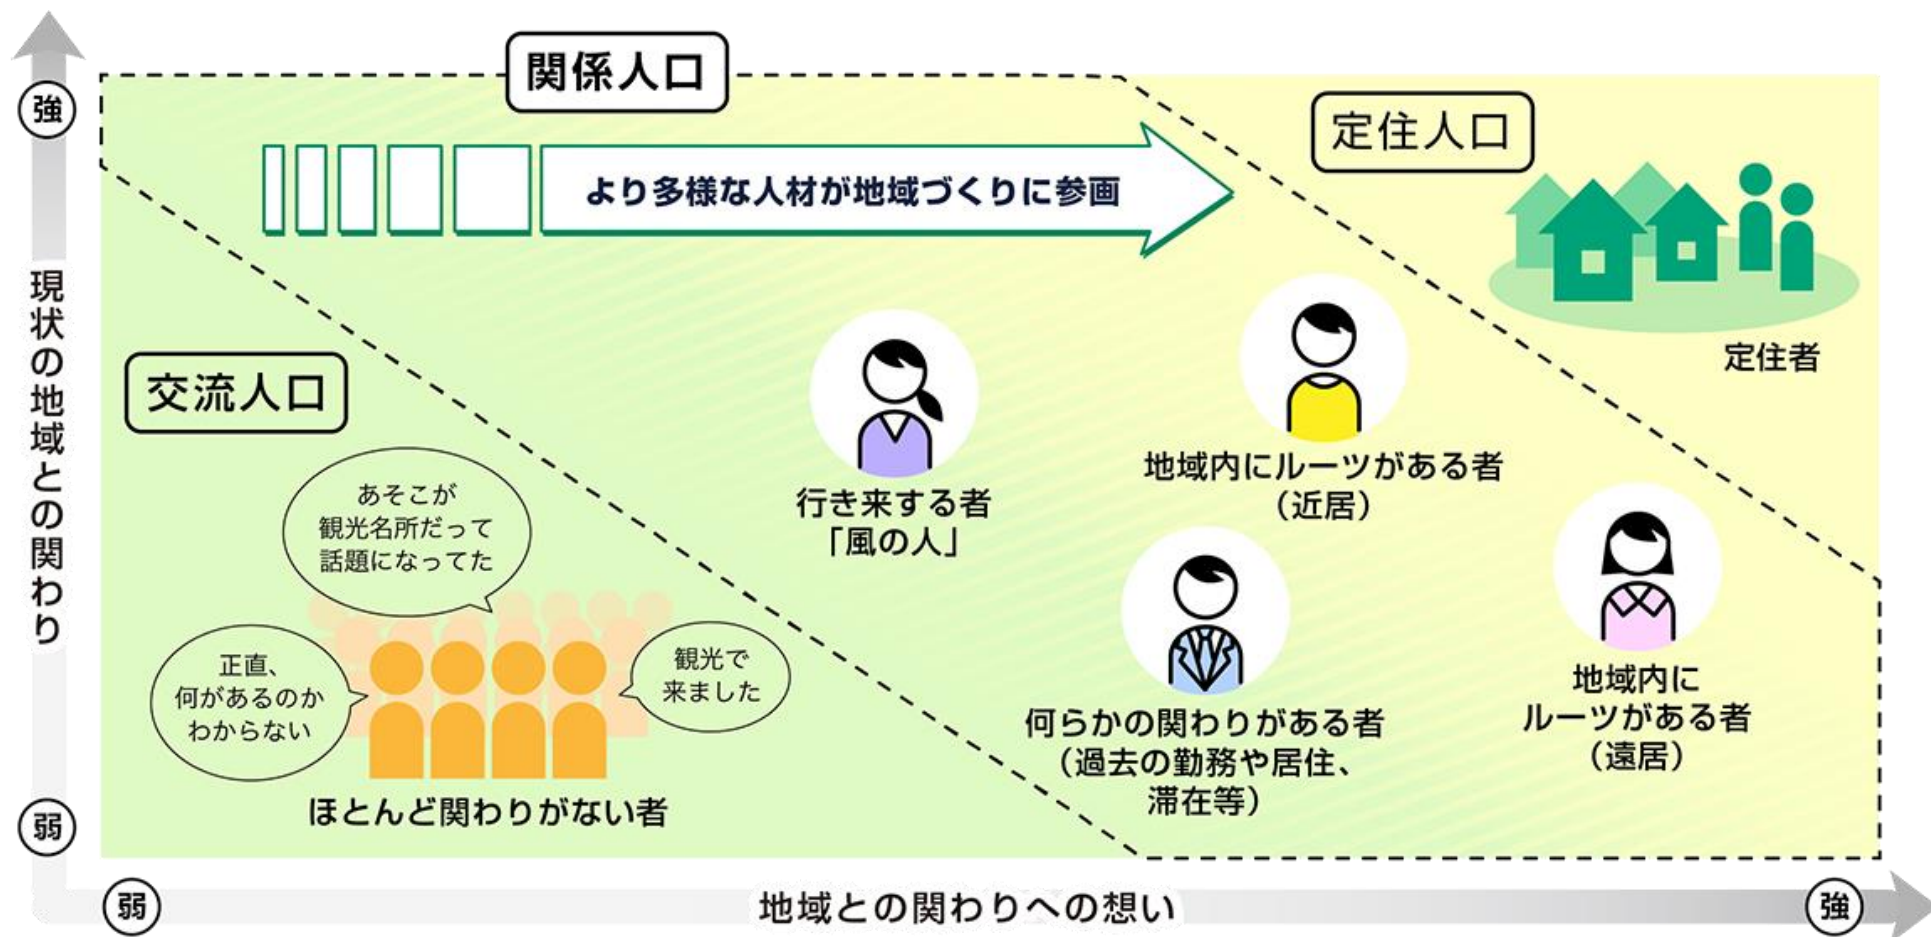 強
現状の地域との関わり
弱
関係人口
より多様な人材が地域づくりに参画
定住人口
定住者
交流人口
あそこが
観光名所だって
話題になってた
正直、
何があるのか
わからない
観光で
来ました
ほとんど関わりがない者
行き来する者
「風の人」
地域内にルーツがある者
（近居）
何らかの関わりがある者
（過去の勤務や居住、
滞在等）
地域内に
ルーツがある者
（遠居）
弱
地域との関わりへの想い
強